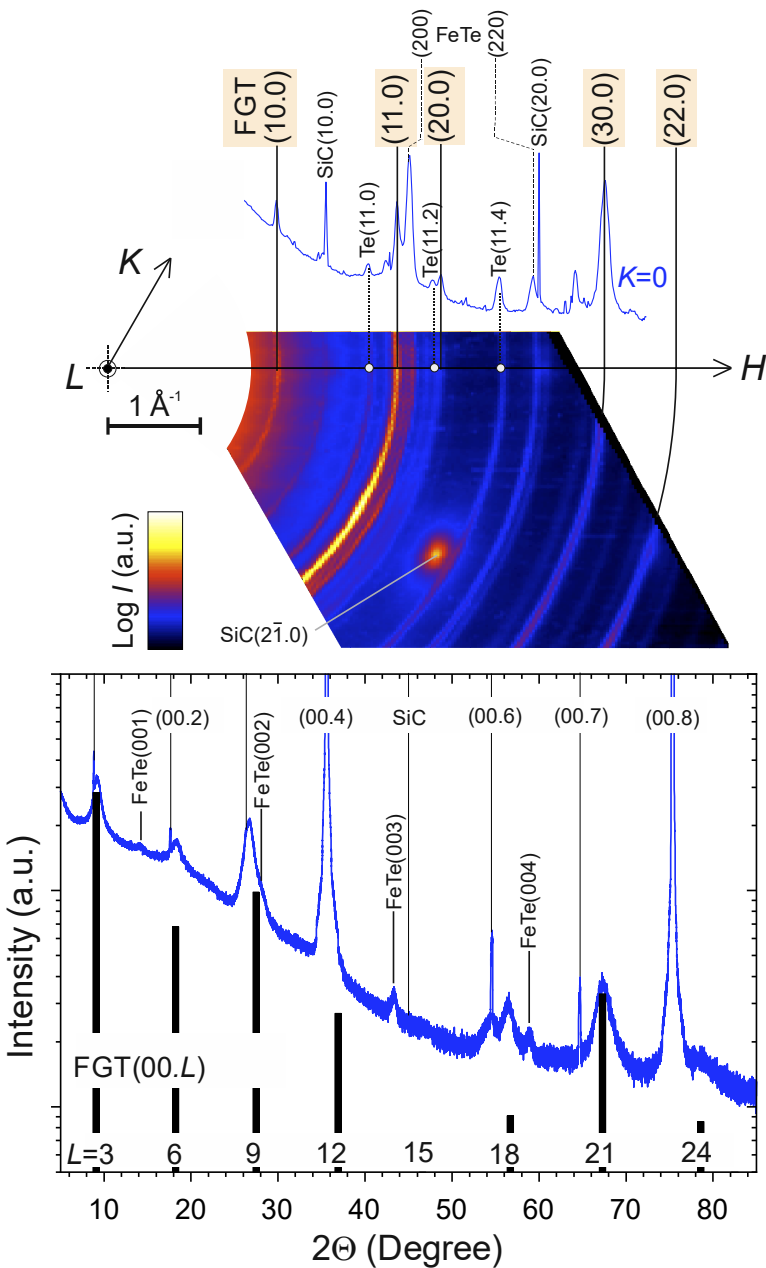 (200) FeTe (220)
FGT (10.0)
SiC(10.0)
(11.0)
(20.0)
SiC(20.0)
(30.0)
(22.0)
Te(11.0)
Te(11.2)
Te(11.4)
K
K=0
L
H
1 Å⁻¹
Log I (a.u.)
SiC(21̄.0)
FeTe(001)
(00.2)
FeTe(002)
(00.4)
SiC
(00.6)
(00.7)
(00.8)
FeTe(003)
FeTe(004)
Intensity (a.u.)
FGT(00.L)
L=3 6 9 12 15 18 21 24
10 20 30 40 50 60 70 80
2Θ (Degree)